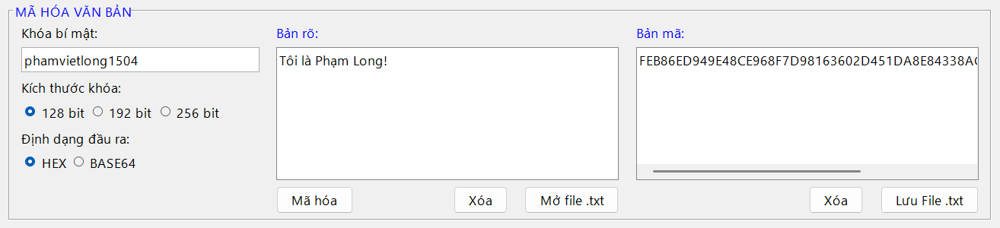 MÃ HÓA VĂN BẢN
Khóa bí mật:
phamvietlong1504
Kích thước khóa:
128 bit 192 bit 256 bit
Định dạng đầu ra:
HEX BASE64
Bản rõ:
Tôi là Phạm Long!
Mã hóa Xóa Mở file .txt
Bản mã:
FEB86ED949E48CE968F7D98163602D451DA8E84338A
Xóa Lưu File .txt